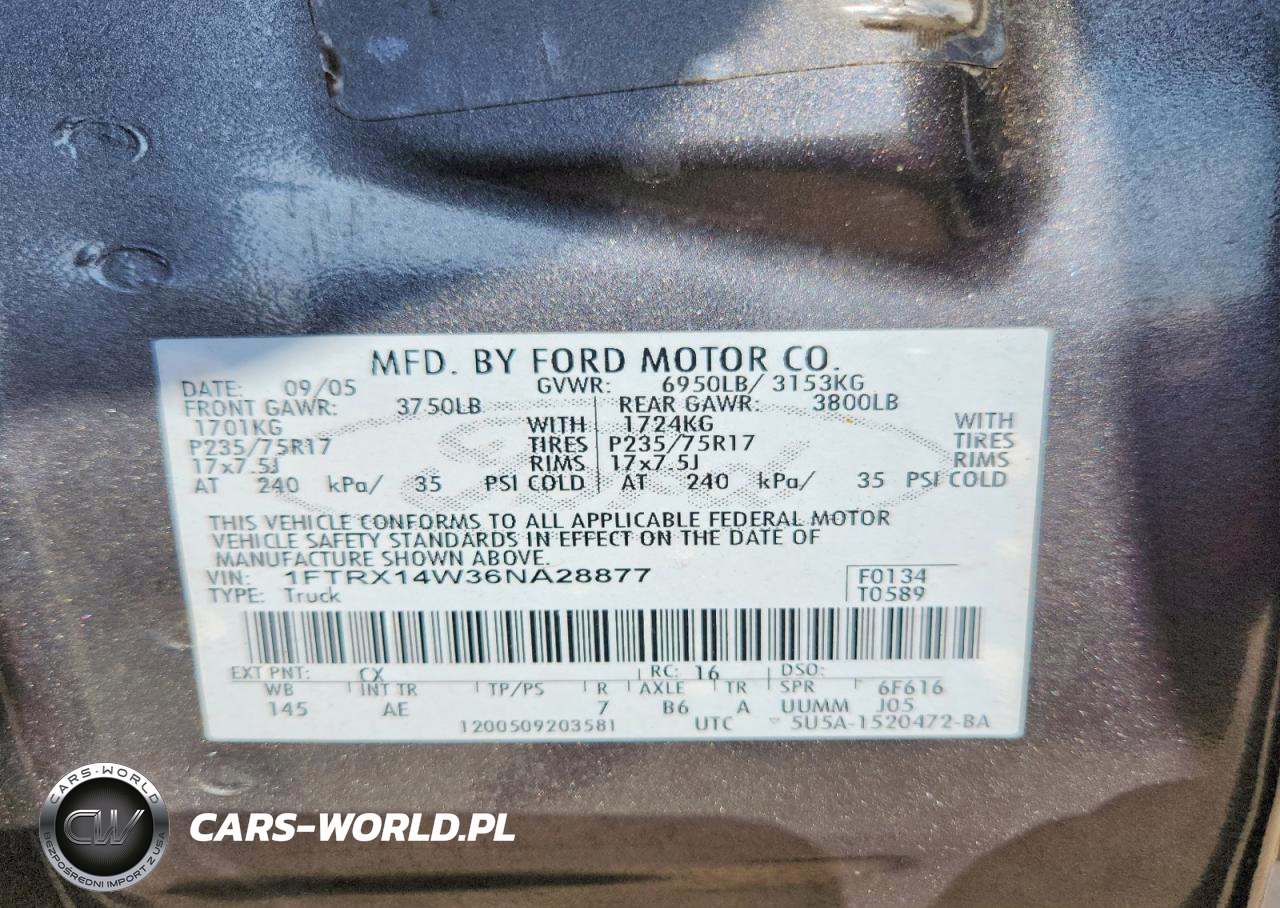 MFD. BY FORD MOTOR CO.
DATE: 09/05 GVWR: 6950LB/ 3153KG
FRONT GAWR: 3750LB REAR GAWR: 3800LB
1701KG WITH 1724KG WITH
P235/75R17 TIRES P235/75R17 TIRES
17x7.5J RIMS 17x7.5J RIMS
AT 240 kPa/ 35 PSI COLD AT 240 kPa/ 35 PSI COLD
THIS VEHICLE CONFORMS TO ALL APPLICABLE FEDERAL MOTOR
VEHICLE SAFETY STANDARDS IN EFFECT ON THE DATE OF
MANUFACTURE SHOWN ABOVE.
VIN: 1FTRX14W36NA28877 F0134
TYPE: Truck T0589
EXT PNT: CX RC: 16 DSO:
WB INT TR TP/PS R AXLE TR SPR 6F616
145 AE 7 B6 A UUMM J05
1200509203581 UTC 5U5A-1520472-BA
CARS-WORLD
CW
BEZPOŚREDNI IMPORT Z USA
CARS-WORLD.PL